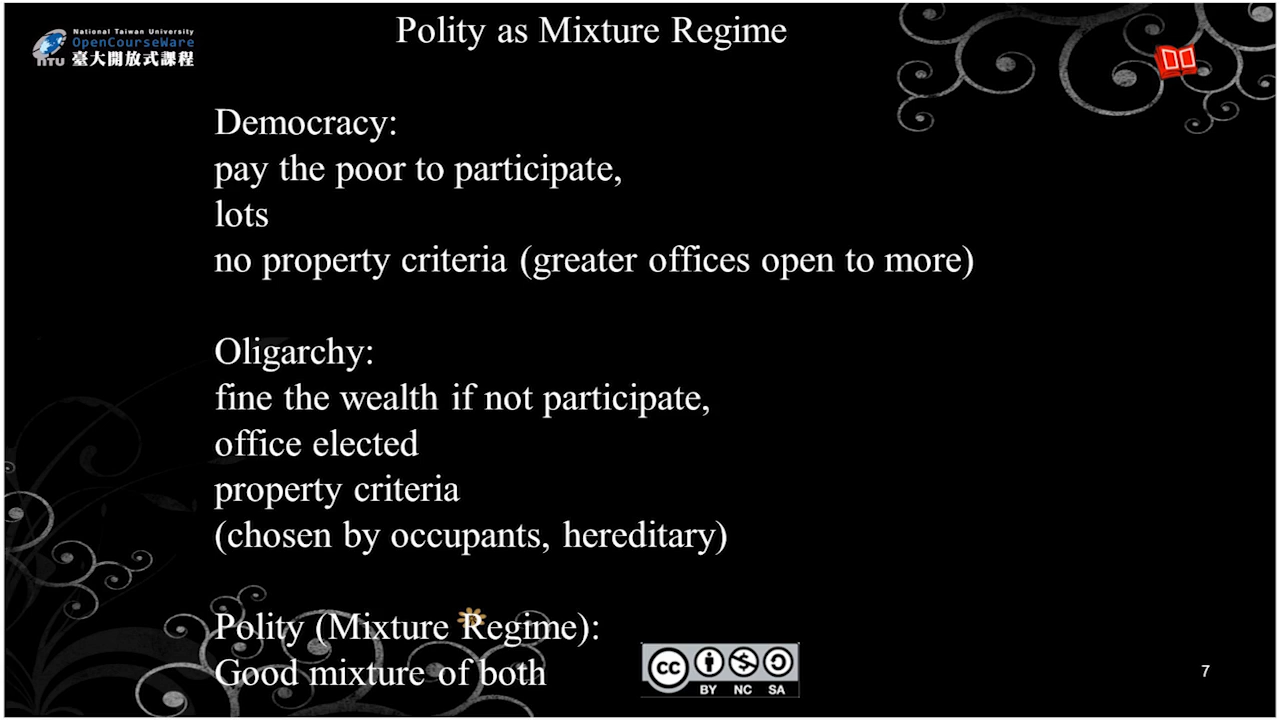 Polity as Mixture Regime
National Taiwan University
OpenCourseWare
NTU 臺大開放式課程
Democracy:
pay the poor to participate,
lots
no property criteria (greater offices open to more)
Oligarchy:
fine the wealth if not participate,
office elected
property criteria
(chosen by occupants, hereditary)
Polity (Mixture Regime):
Good mixture of both
cc
BY NC SA
7